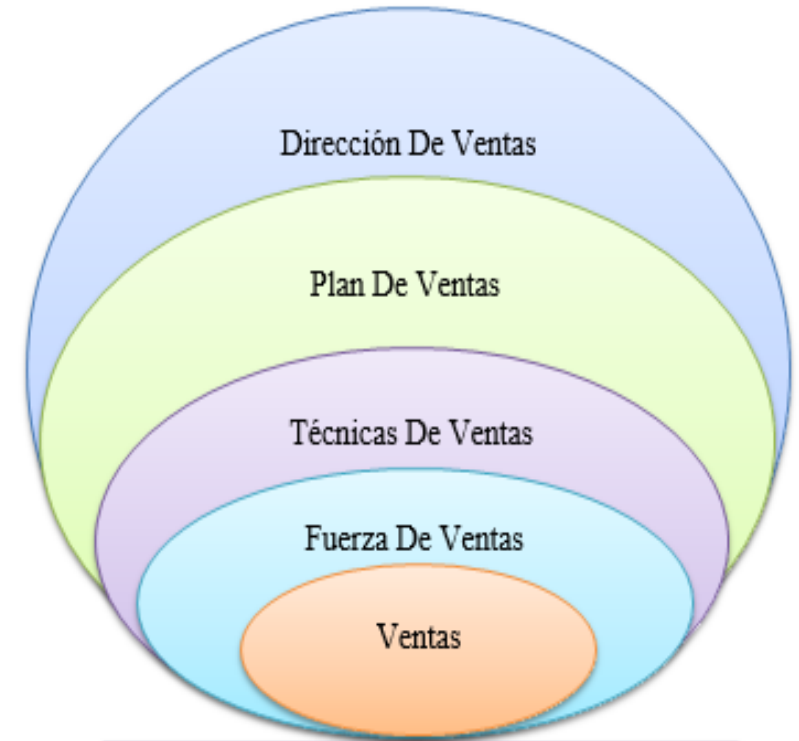 Dirección De Ventas
Plan De Ventas
Técnicas De Ventas
Fuerza De Ventas
Ventas